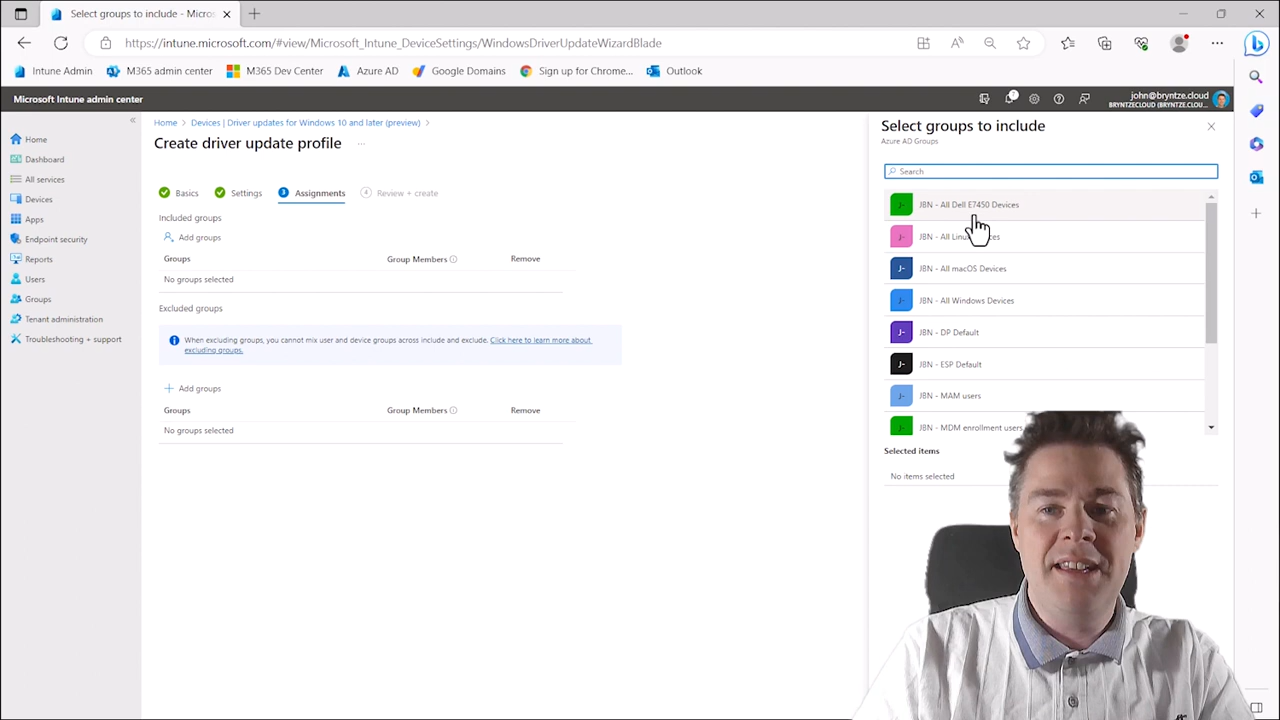 Select groups to include - Micros
https://intune.microsoft.com/#view/Microsoft_Intune_DeviceSettings/WindowsDriverUpdateWizardBlade
Intune Admin
M365 admin center
M365 Dev Center
Azure AD
Google Domains
Sign up for Chrome...
Outlook
Microsoft Intune admin center
john@bryntze.cloud
BRYNTZECLOUD (BRYNTZE.CLOU...
Home
Dashboard
All services
Devices
Apps
Endpoint security
Reports
Users
Groups
Tenant administration
Troubleshooting + support
Home > Devices | Driver updates for Windows 10 and later (preview) >
Create driver update profile ...
Basics
Settings
3 Assignments
4 Review + create
Included groups
Add groups
Groups Group Members Remove
No groups selected
Excluded groups
When excluding groups, you cannot mix user and device groups across include and exclude. Click here to learn more about
excluding groups.
Add groups
Groups Group Members Remove
No groups selected
Select groups to include
Azure AD Groups
Search
J- JBN - All Dell E7450 Devices
J- JBN - All Linux
J- JBN - All macOS Devices
J- JBN - All Windows Devices
J- JBN - DP Default
J- JBN - ESP Default
J- JBN - MAM users
J- JBN - MDM enrollment users
Selected items
No items selected